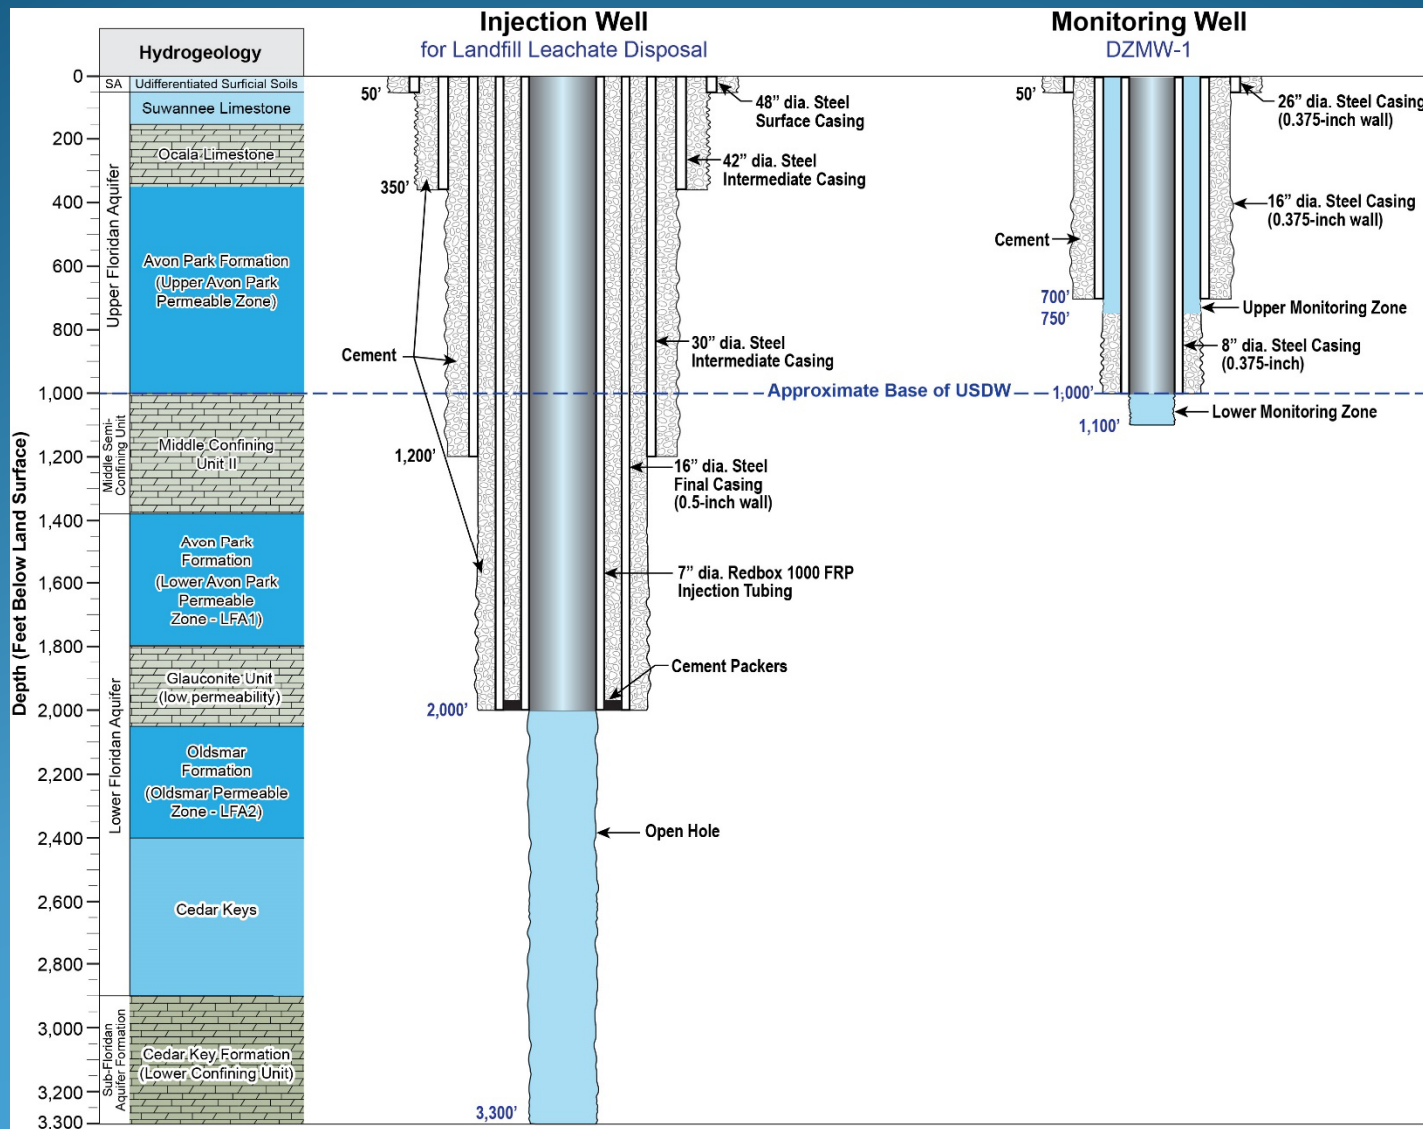 Injection Well
for Landfill Leachate Disposal
Monitoring Well
DZMW-1
Hydrogeology
Depth (Feet Below Land Surface)
0
200
400
600
800
1,000
1,200
1,400
1,600
1,800
2,000
2,200
2,400
2,600
2,800
3,000
3,200
3,300
SA
Upper Floridan Aquifer
Middle Semi-
Confining Unit
Lower Floridan Aquifer
Sub-Floridan
Aquifer Formation
Udifferentiated Surficial Soils
Suwannee Limestone
Ocala Limestone
Avon Park Formation
(Upper Avon Park
Permeable Zone)
Middle Confining
Unit II
Avon Park
Formation
(Lower Avon Park
Permeable
Zone - LFA1)
Glauconite Unit
(low permeability)
Oldsmar
Formation
(Oldsmar Permeable
Zone - LFA2)
Cedar Keys
Cedar Key Formation
(Lower Confining Unit)
50’
350’
Cement
1,200’
2,000’
3,300’
48” dia. Steel
Surface Casing
42” dia. Steel
Intermediate Casing
30” dia. Steel
Intermediate Casing
Approximate Base of USDW
16” dia. Steel
Final Casing
(0.5-inch wall)
7” dia. Redbox 1000 FRP
Injection Tubing
Cement Packers
Open Hole
50’
Cement
700’
750’
1,000’
1,100’
26” dia. Steel Casing
(0.375-inch wall)
16” dia. Steel Casing
(0.375-inch wall)
Upper Monitoring Zone
8” dia. Steel Casing
(0.375-inch)
Lower Monitoring Zone